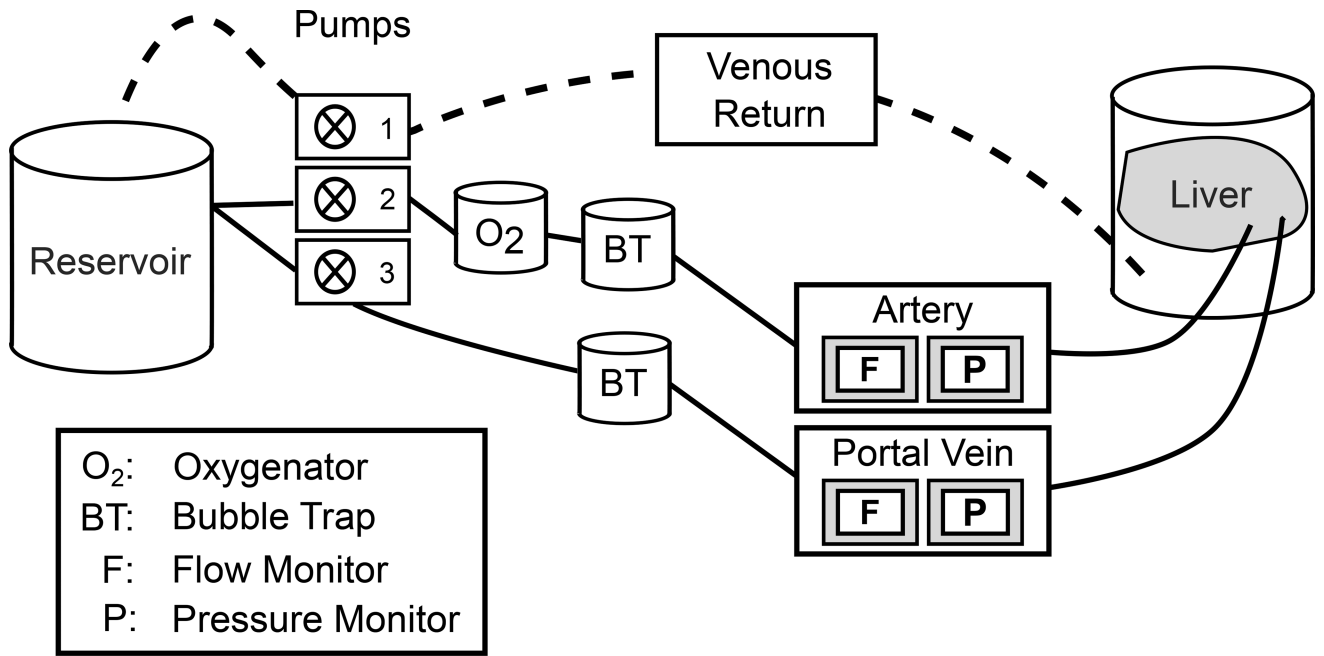 Pumps
1
2
3
Venous
Return
Reservoir
O2
BT
BT
Liver
Artery
F P
Portal Vein
F P
O₂: Oxygenator
BT: Bubble Trap
F: Flow Monitor
P: Pressure Monitor